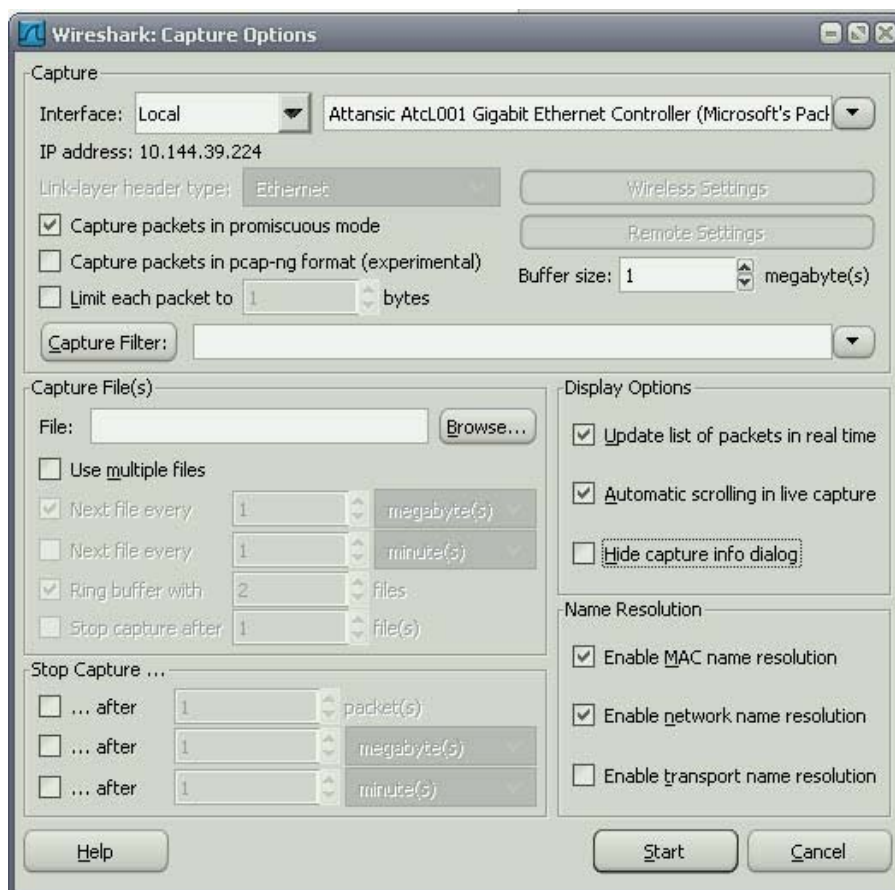 Wireshark: Capture Options
Capture
Interface: Local Attansic AtcL001 Gigabit Ethernet Controller (Microsoft's Pack
IP address: 10.144.39.224
Link-layer header type: Ethernet Wireless Settings
Capture packets in promiscuous mode Remote Settings
Capture packets in pcap-ng format (experimental) Buffer size: 1 megabyte(s)
Limit each packet to 1 bytes
Capture Filter:
Capture File(s)
File: Browse...
Use multiple files
Next file every 1 megabyte(s)
Next file every 1 minute(s)
Ring buffer with 2 files
Stop capture after 1 file(s)
Stop Capture ...
... after 1 packet(s)
... after 1 megabyte(s)
... after 1 minute(s)
Display Options
Update list of packets in real time
Automatic scrolling in live capture
Hide capture info dialog
Name Resolution
Enable MAC name resolution
Enable network name resolution
Enable transport name resolution
Help Start Cancel